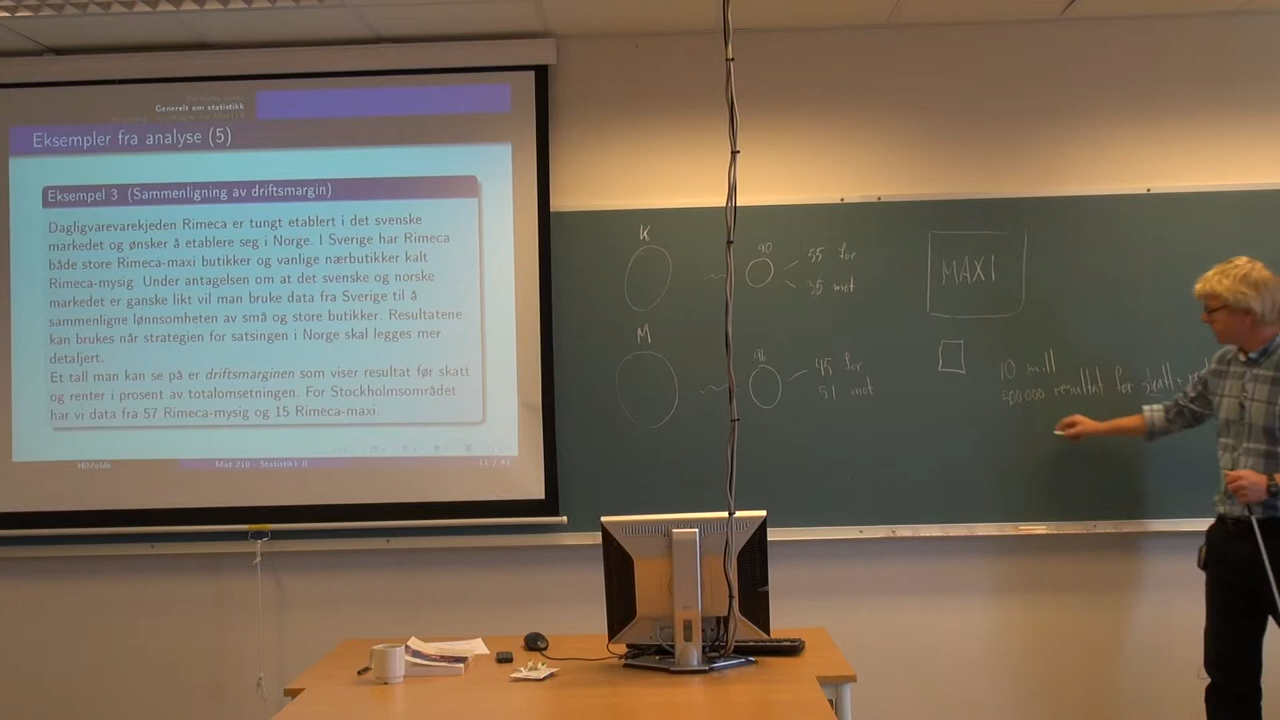 Generelt om statistikk
Eksempler fra analyse (5)
Eksempel 3 (Sammenligning av driftsmargin)
Dagligvarevarekjeden Rimeca er tungt etablert i det svenske
markedet og ønsker å etablere seg i Norge. I Sverige har Rimeca
både store Rimeca-maxi butikker og vanlige nærbutikker kalt
Rimeca-mysig. Under antagelsen om at det svenske og norske
markedet er ganske likt vil man bruke data fra Sverige til å
sammenligne lønnsomheten av små og store butikker. Resultatene
kan brukes når strategien for satsingen i Norge skal legges mer
detaljert.
Et tall man kan se på er driftsmarginen som viser resultat før skatt
og renter i prosent av totalomsetningen. For Stockholmsområdet
har vi data fra 57 Rimeca-mysig og 15 Rimeca-maxi.
HiMolde
Mat 210 - Statistikk II
11 / 41
K
90
55 for
35 mot
M
96
45 for
51 mot
MAXI
10 mill
500 000 resultat før skatt +